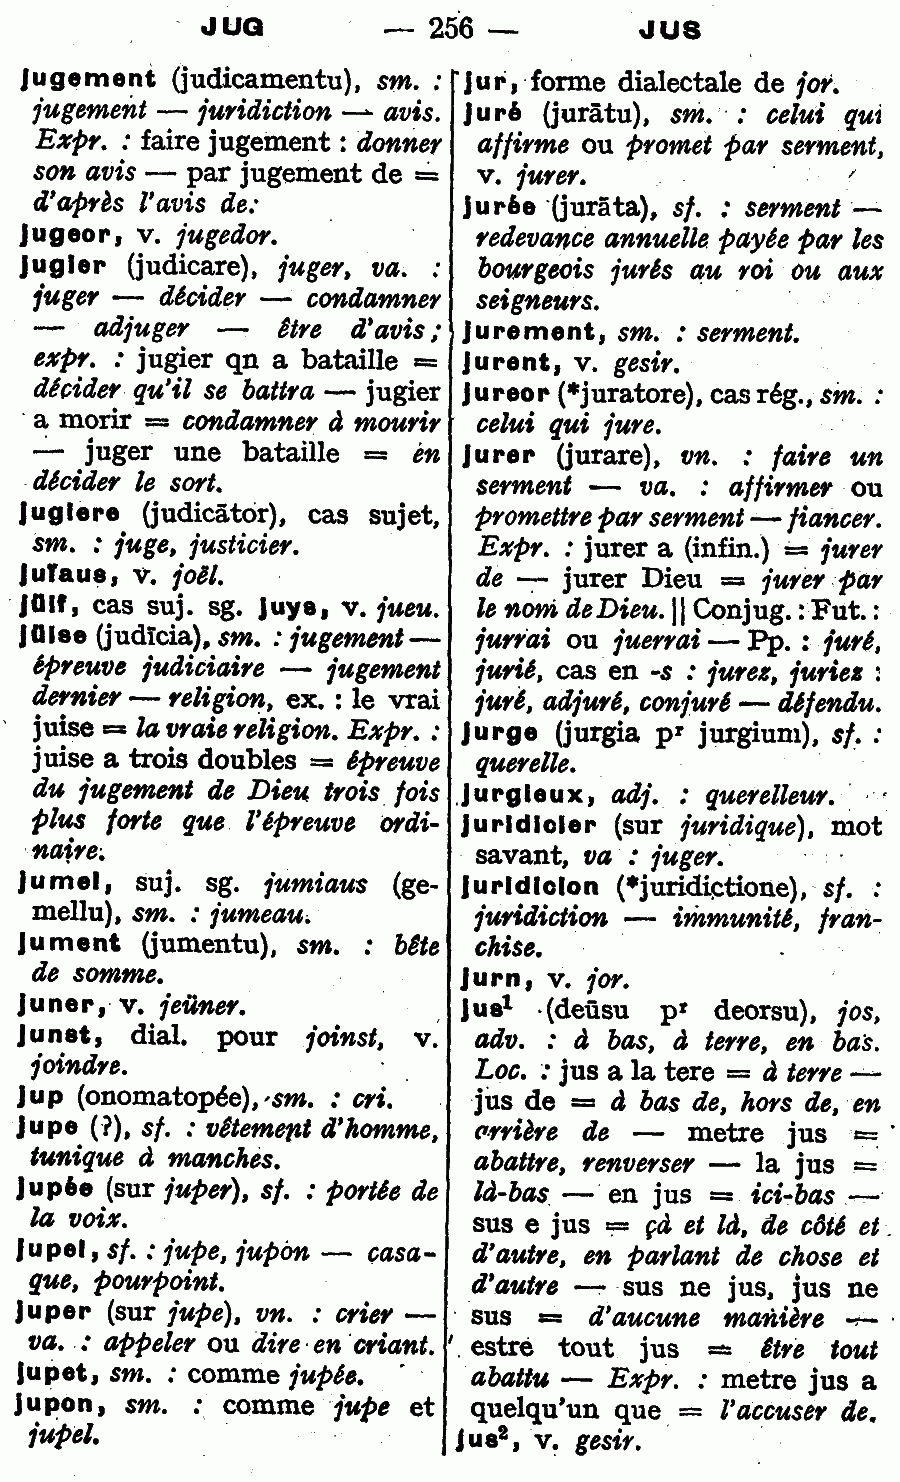 JUG — 256 — JUS
jugement (judicamentu), sm. :
jugement — juridiction — avis.
Expr. : faire jugement : donner
son avis — par jugement de =
d'après l'avis de.
jugeor, v. jugedor.
jugier (judicare), juger, va. :
juger — décider — condamner
— adjuger — être d'avis ;
expr. : jugier qn a bataille =
décider qu'il se battra — jugier
a morir = condamner à mourir
— juger une bataille = en
décider le sort.
jugiere (judicātor), cas sujet,
sm. : juge, justicier.
juïaus, v. joël.
jüif, cas suj. sg. juys, v. jueu.
jüise (judīcia), sm. : jugement —
épreuve judiciaire — jugement
dernier — religion, ex. : le vrai
juise = la vraie religion. Expr. :
juise a trois doubles = épreuve
du jugement de Dieu trois fois
plus forte que l'épreuve ordi-
naire.
jumel, suj. sg. jumiaus (ge-
mellu), sm. : jumeau.
jument (jumentu), sm. : bête
de somme.
juner, v. jeüner.
junst, dial. pour joinst, v.
joindre.
jup (onomatopée), sm. : cri.
jupe (?), sf. : vêtement d'homme,
tunique à manches.
jupée (sur juper), sf. : portée de
la voix.
jupel, sf. : jupe, jupon — casa-
que, pourpoint.
juper (sur jupe), vn. : crier —
va. : appeler ou dire en criant.
jupet, sm. : comme jupée.
jupon, sm. : comme jupe et
jupel.
jur, forme dialectale de jor.
juré (jurātu), sm. : celui qui
affirme ou promet par serment,
v. jurer.
jurée (jurāta), sf. : serment —
redevance annuelle payée par les
bourgeois jurés au roi ou aux
seigneurs.
jurement, sm. : serment.
jurent, v. gesir.
jureor (*juratore), cas rég., sm. :
celui qui jure.
jurer (jurare), vn. : faire un
serment — va. : affirmer ou
promettre par serment — fiancer.
Expr. : jurer a (infin.) = jurer
de — jurer Dieu = jurer par
le nom de Dieu. || Conjug. : Fut. :
jurrai ou juerrai — Pp. : juré,
jurié, cas en -s : jurez, juriez :
juré, adjuré, conjuré — défendu.
jurge (jurgia pʳ jurgium), sf. :
querelle.
jurgieux, adj. : querelleur.
juridicier (sur juridique), mot
savant, va : juger.
juridicion (*juridictione), sf. :
juridiction — immunité, fran-
chise.
jurn, v. jor.
jus¹ (deūsu pʳ deorsu), jos,
adv. : à bas, à terre, en bas.
Loc. : jus a la tere = à terre —
jus de = à bas de, hors de, en
arrière de — metre jus =
abattre, renverser — la jus =
là-bas — en jus = ici-bas —
sus e jus = çà et là, de côté et
d'autre, en parlant de chose et
d'autre — sus ne jus, jus ne
sus = d'aucune manière —
estre tout jus = être tout
abattu — Expr. : metre jus a
quelqu'un que = l'accuser de.
jus², v. gesir.